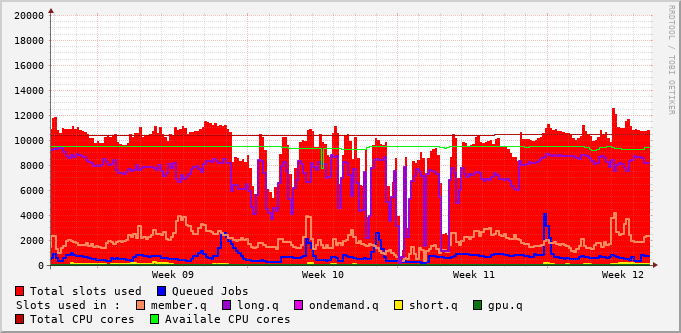 20000
18000
16000
14000
12000
10000
8000
6000
4000
2000
0
Week 09 Week 10 Week 11 Week 12
RRDTOOL / TOBI OETIKER
Total slots used Queued Jobs
Slots used in : member.q long.q ondemand.q short.q gpu.q
Total CPU cores Availale CPU cores